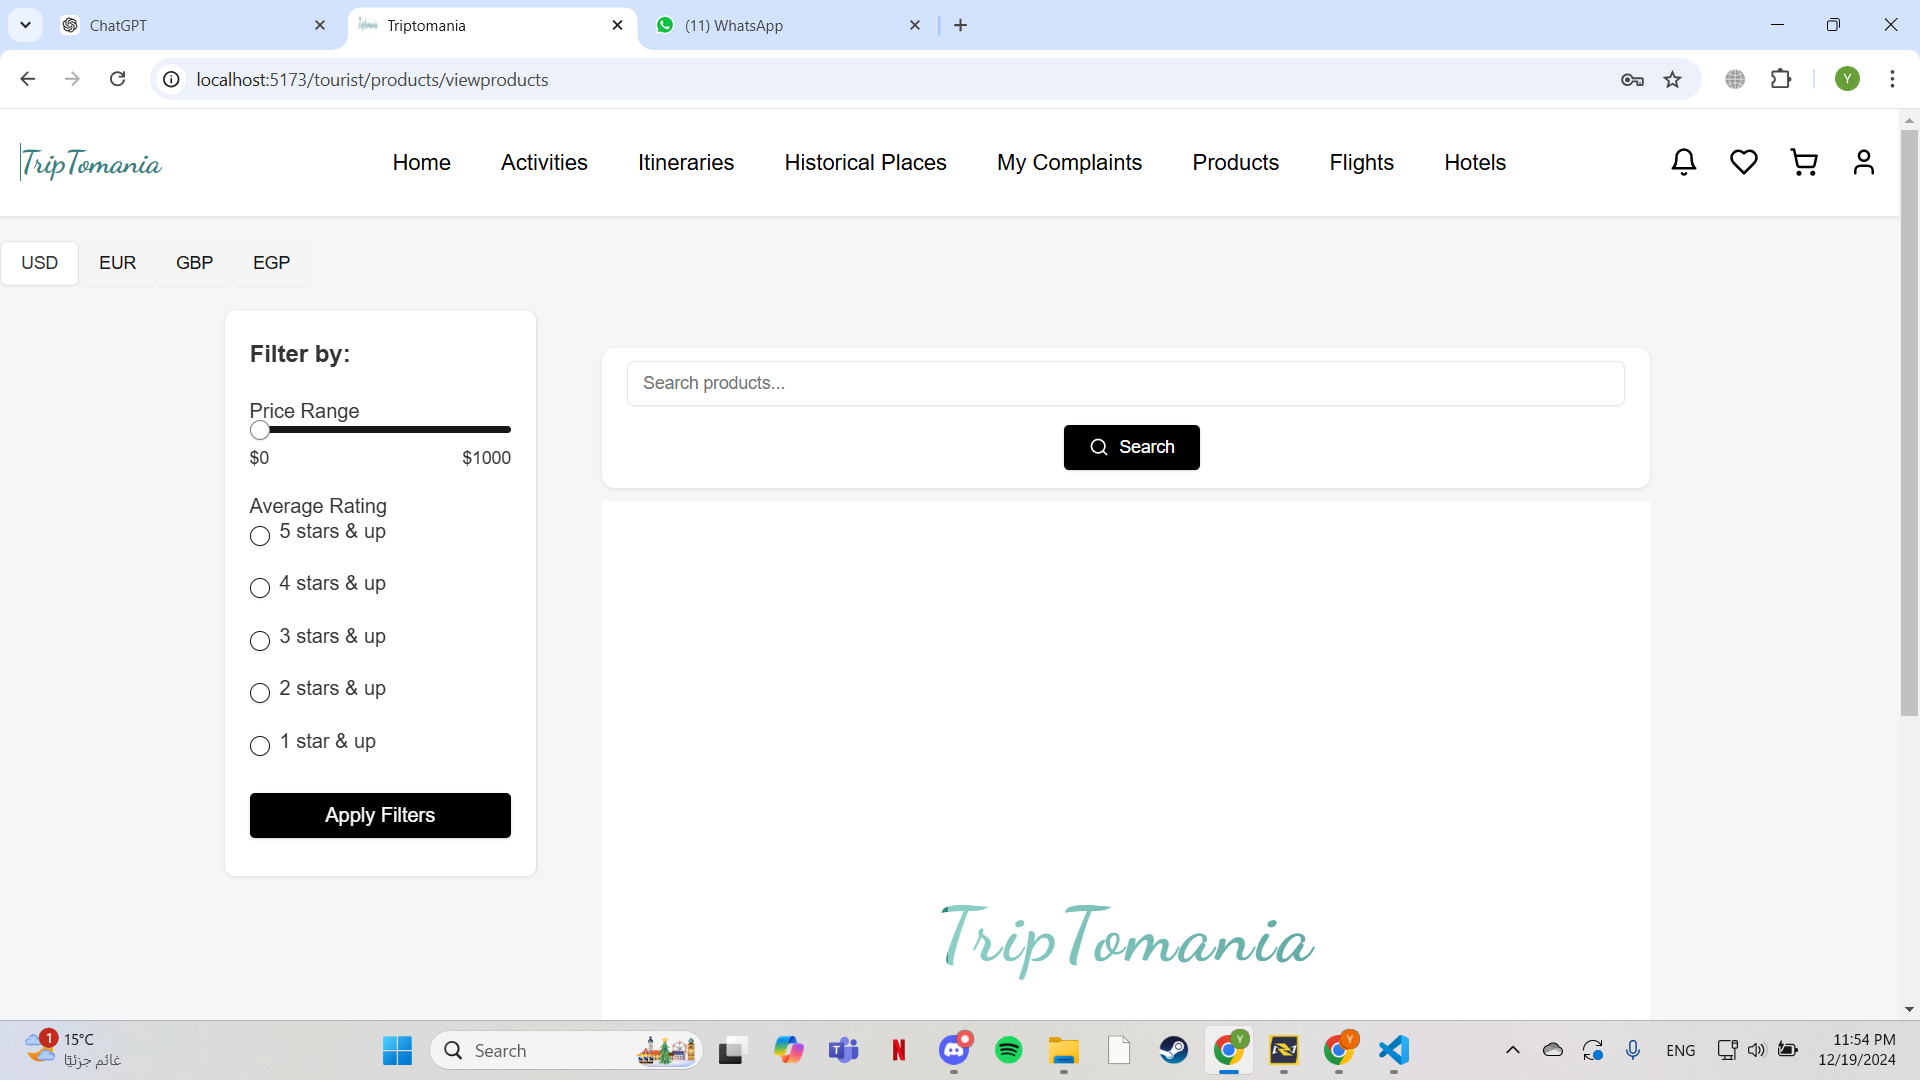 ChatGPT
Triptomania
(11) WhatsApp
localhost:5173/tourist/products/viewproducts
Y
TripTomania
Home
Activities
Itineraries
Historical Places
My Complaints
Products
Flights
Hotels
USD
EUR
GBP
EGP
Filter by:
Price Range
$0
$1000
Average Rating
5 stars & up
4 stars & up
3 stars & up
2 stars & up
1 star & up
Apply Filters
Search products...
Search
TripTomania
1
15°C
غائم جزئيًا
Search
T
N
Y
N1
Y
ENG
11:54 PM
12/19/2024